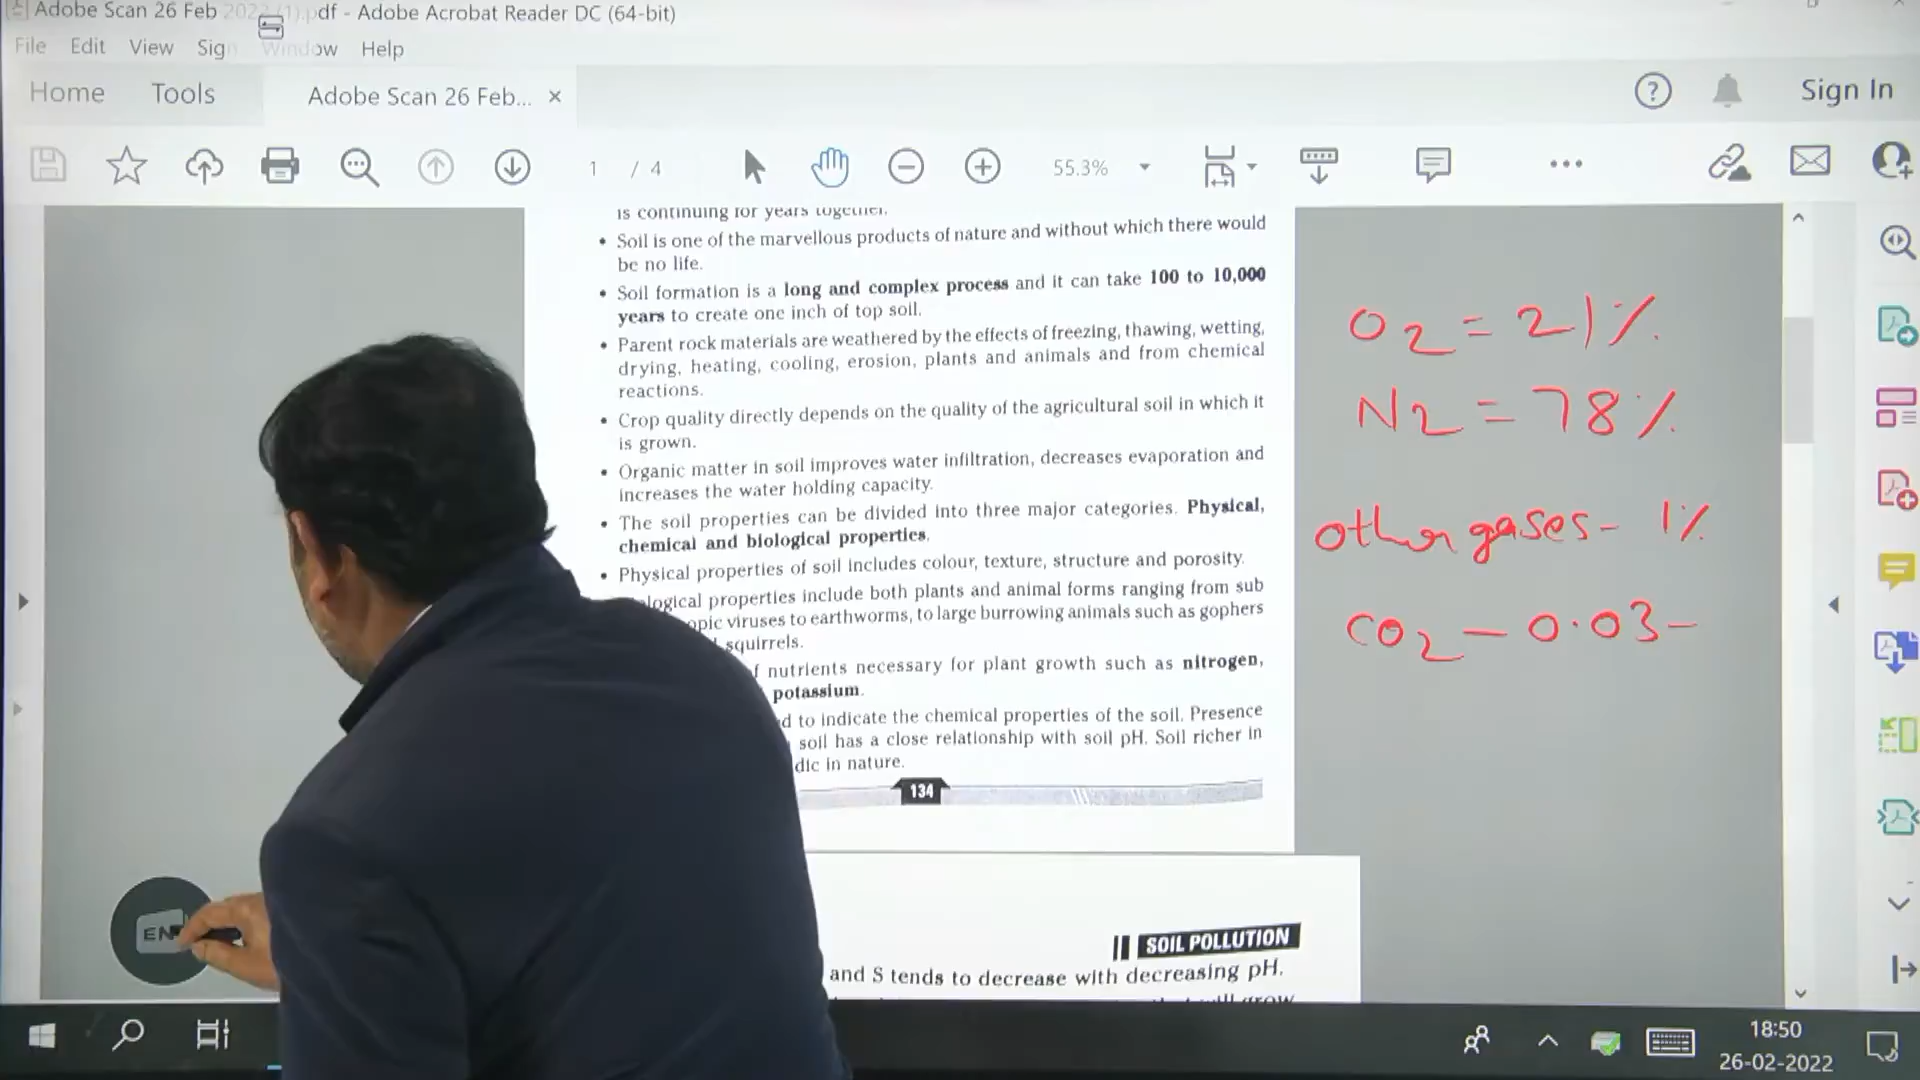 Adobe Scan 26 Feb 2022 (1).pdf - Adobe Acrobat Reader DC (64-bit)
File Edit View Sign Window Help
Home Tools Adobe Scan 26 Feb... × Sign In
1 / 4 55.3%
is continuing for years together.
• Soil is one of the marvellous products of nature and without which there would
be no life.
• Soil formation is a long and complex process and it can take 100 to 10,000
years to create one inch of top soil.
• Parent rock materials are weathered by the effects of freezing, thawing, wetting,
drying, heating, cooling, erosion, plants and animals and from chemical
reactions.
• Crop quality directly depends on the quality of the agricultural soil in which it
is grown.
• Organic matter in soil improves water infiltration, decreases evaporation and
increases the water holding capacity.
• The soil properties can be divided into three major categories. Physical,
chemical and biological properties.
• Physical properties of soil includes colour, texture, structure and porosity.
logical properties include both plants and animal forms ranging from sub
opic viruses to earthworms, to large burrowing animals such as gophers
squirrels.
f nutrients necessary for plant growth such as nitrogen,
potassium.
d to indicate the chemical properties of the soil. Presence
soil has a close relationship with soil pH. Soil richer in
dic in nature.
134
SOIL POLLUTION
and S tends to decrease with decreasing pH.
will grow
O2 = 21%.
N2 = 78%.
other gases - 1%
CO2 — 0.03 –
EN
18:50
26-02-2022